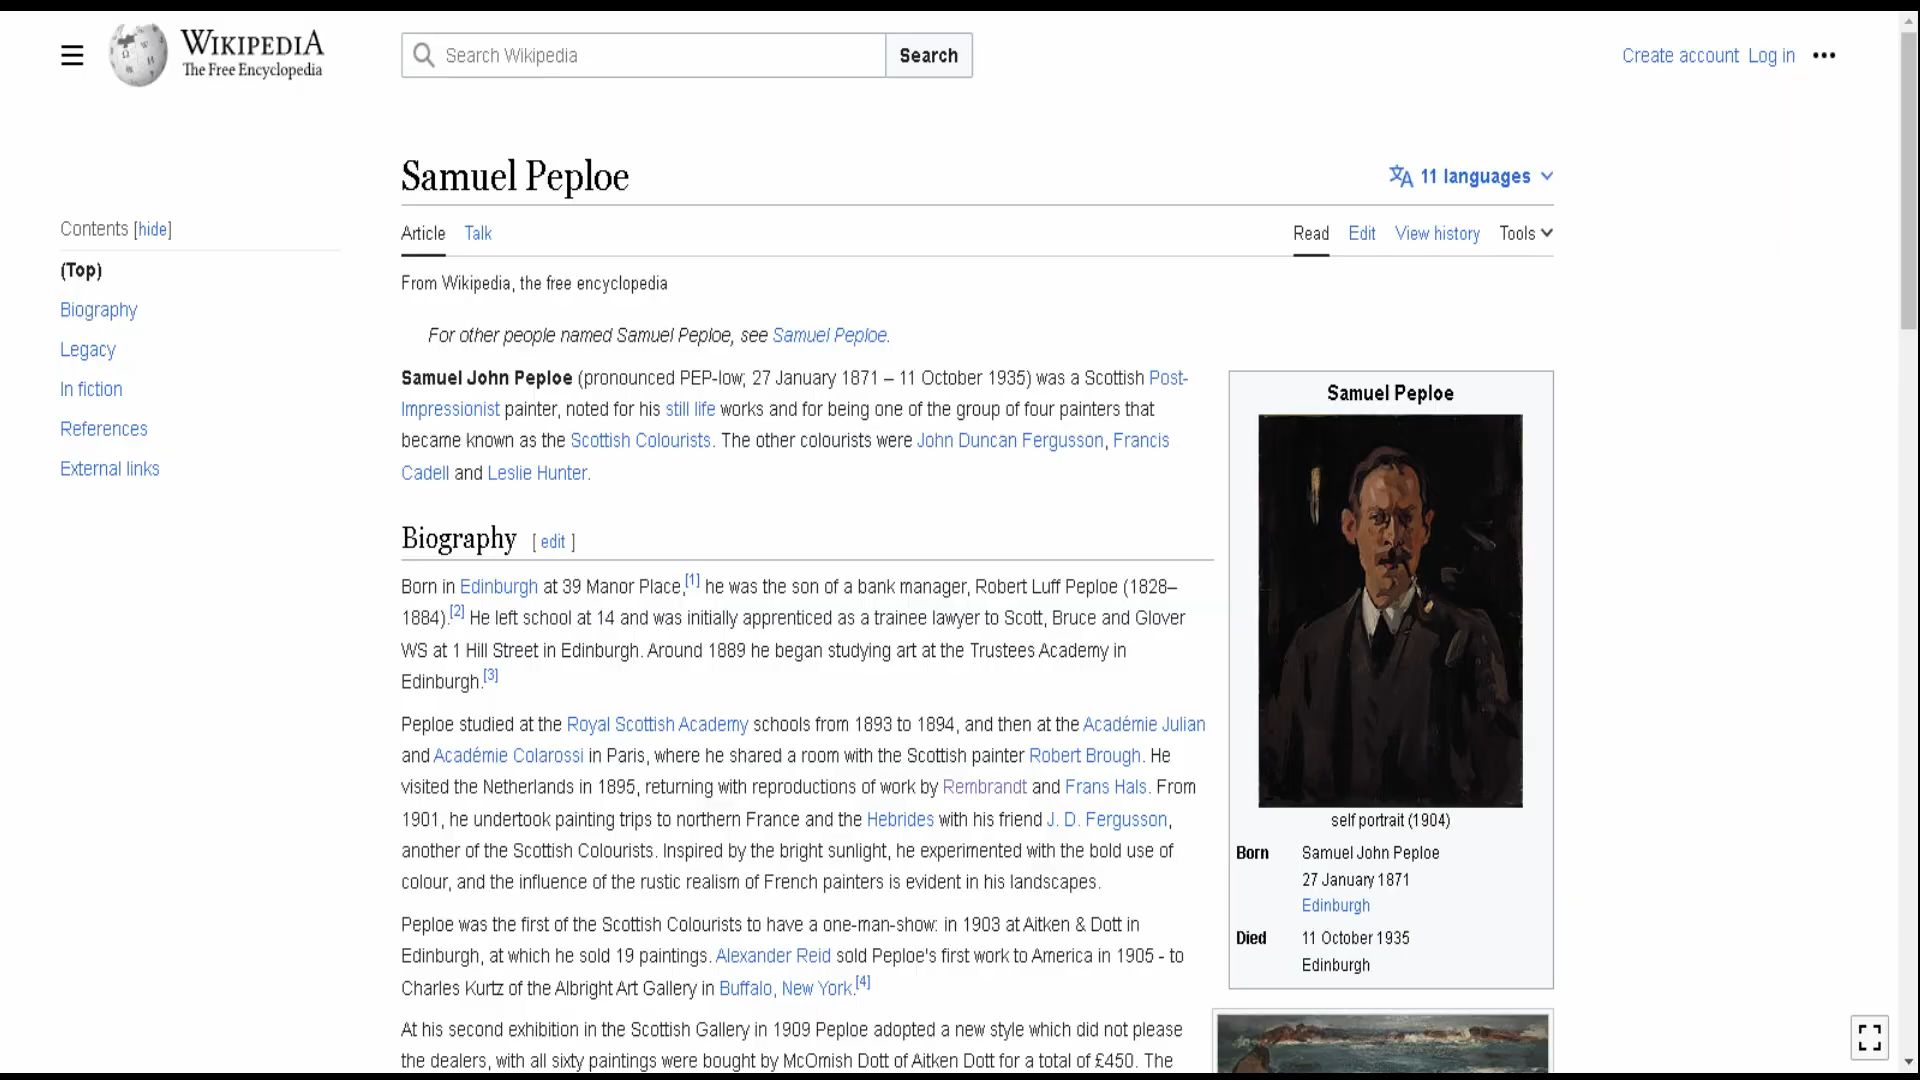 WIKIPEDIA
The Free Encyclopedia
Search Wikipedia
Search
Create account Log in
Samuel Peploe
11 languages
Contents [hide]
(Top)
Biography
Legacy
In fiction
References
External links
Article Talk
Read Edit View history Tools
From Wikipedia, the free encyclopedia
For other people named Samuel Peploe, see Samuel Peploe.
Samuel John Peploe (pronounced PEP-low; 27 January 1871 – 11 October 1935) was a Scottish Post-
Impressionist painter, noted for his still life works and for being one of the group of four painters that
became known as the Scottish Colourists. The other colourists were John Duncan Fergusson, Francis
Cadell and Leslie Hunter.
Biography [ edit ]
Born in Edinburgh at 39 Manor Place,[1] he was the son of a bank manager, Robert Luff Peploe (1828–
1884).[2] He left school at 14 and was initially apprenticed as a trainee lawyer to Scott, Bruce and Glover
WS at 1 Hill Street in Edinburgh. Around 1889 he began studying art at the Trustees Academy in
Edinburgh.[3]
Peploe studied at the Royal Scottish Academy schools from 1893 to 1894, and then at the Académie Julian
and Académie Colarossi in Paris, where he shared a room with the Scottish painter Robert Brough. He
visited the Netherlands in 1895, returning with reproductions of work by Rembrandt and Frans Hals. From
1901, he undertook painting trips to northern France and the Hebrides with his friend J. D. Fergusson,
another of the Scottish Colourists. Inspired by the bright sunlight, he experimented with the bold use of
colour, and the influence of the rustic realism of French painters is evident in his landscapes.
Peploe was the first of the Scottish Colourists to have a one-man-show: in 1903 at Aitken & Dott in
Edinburgh, at which he sold 19 paintings. Alexander Reid sold Peploe's first work to America in 1905 - to
Charles Kurtz of the Albright Art Gallery in Buffalo, New York.[4]
At his second exhibition in the Scottish Gallery in 1909 Peploe adopted a new style which did not please
the dealers, with all sixty paintings were bought by McOmish Dott of Aitken Dott for a total of £450. The
Samuel Peploe
self portrait (1904)
Born Samuel John Peploe
27 January 1871
Edinburgh
Died 11 October 1935
Edinburgh